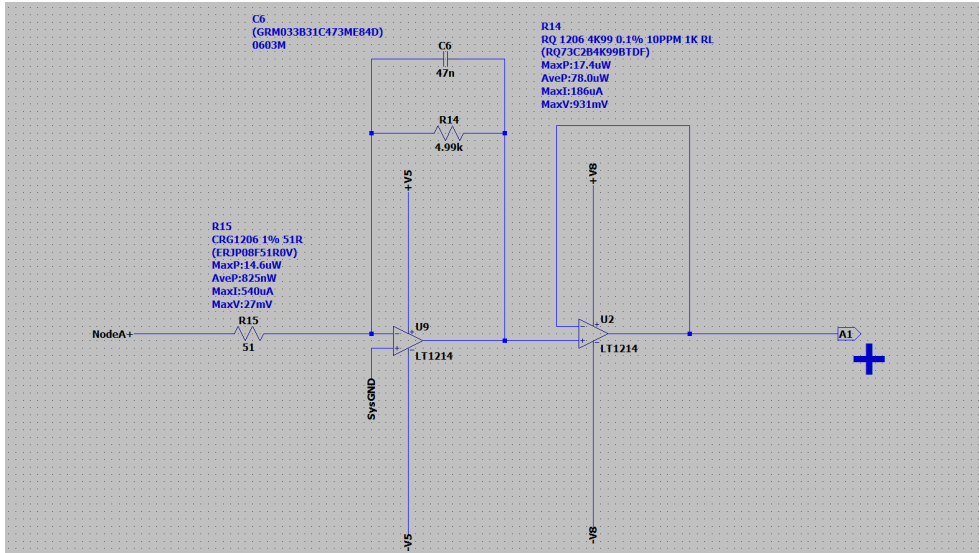 C6
(GRM033B31C473ME84D)
0603M
C6
47n
R14
RQ 1206 4K99 0.1% 10PPM 1K RL
(RQ73C2B4K99BTDF)
MaxP:17.4uW
AveP:78.0uW
MaxI:186uA
MaxV:931mV
R14
4.99k
+V5
+V8
R15
CRG1206 1% 51R
(ERJP08F51R0V)
MaxP:14.6uW
AveP:825nW
MaxI:540uA
MaxV:27mV
NodeA+
R15
51
U9
LT1214
U2
LT1214
A1
SysGND
-V5
-V8